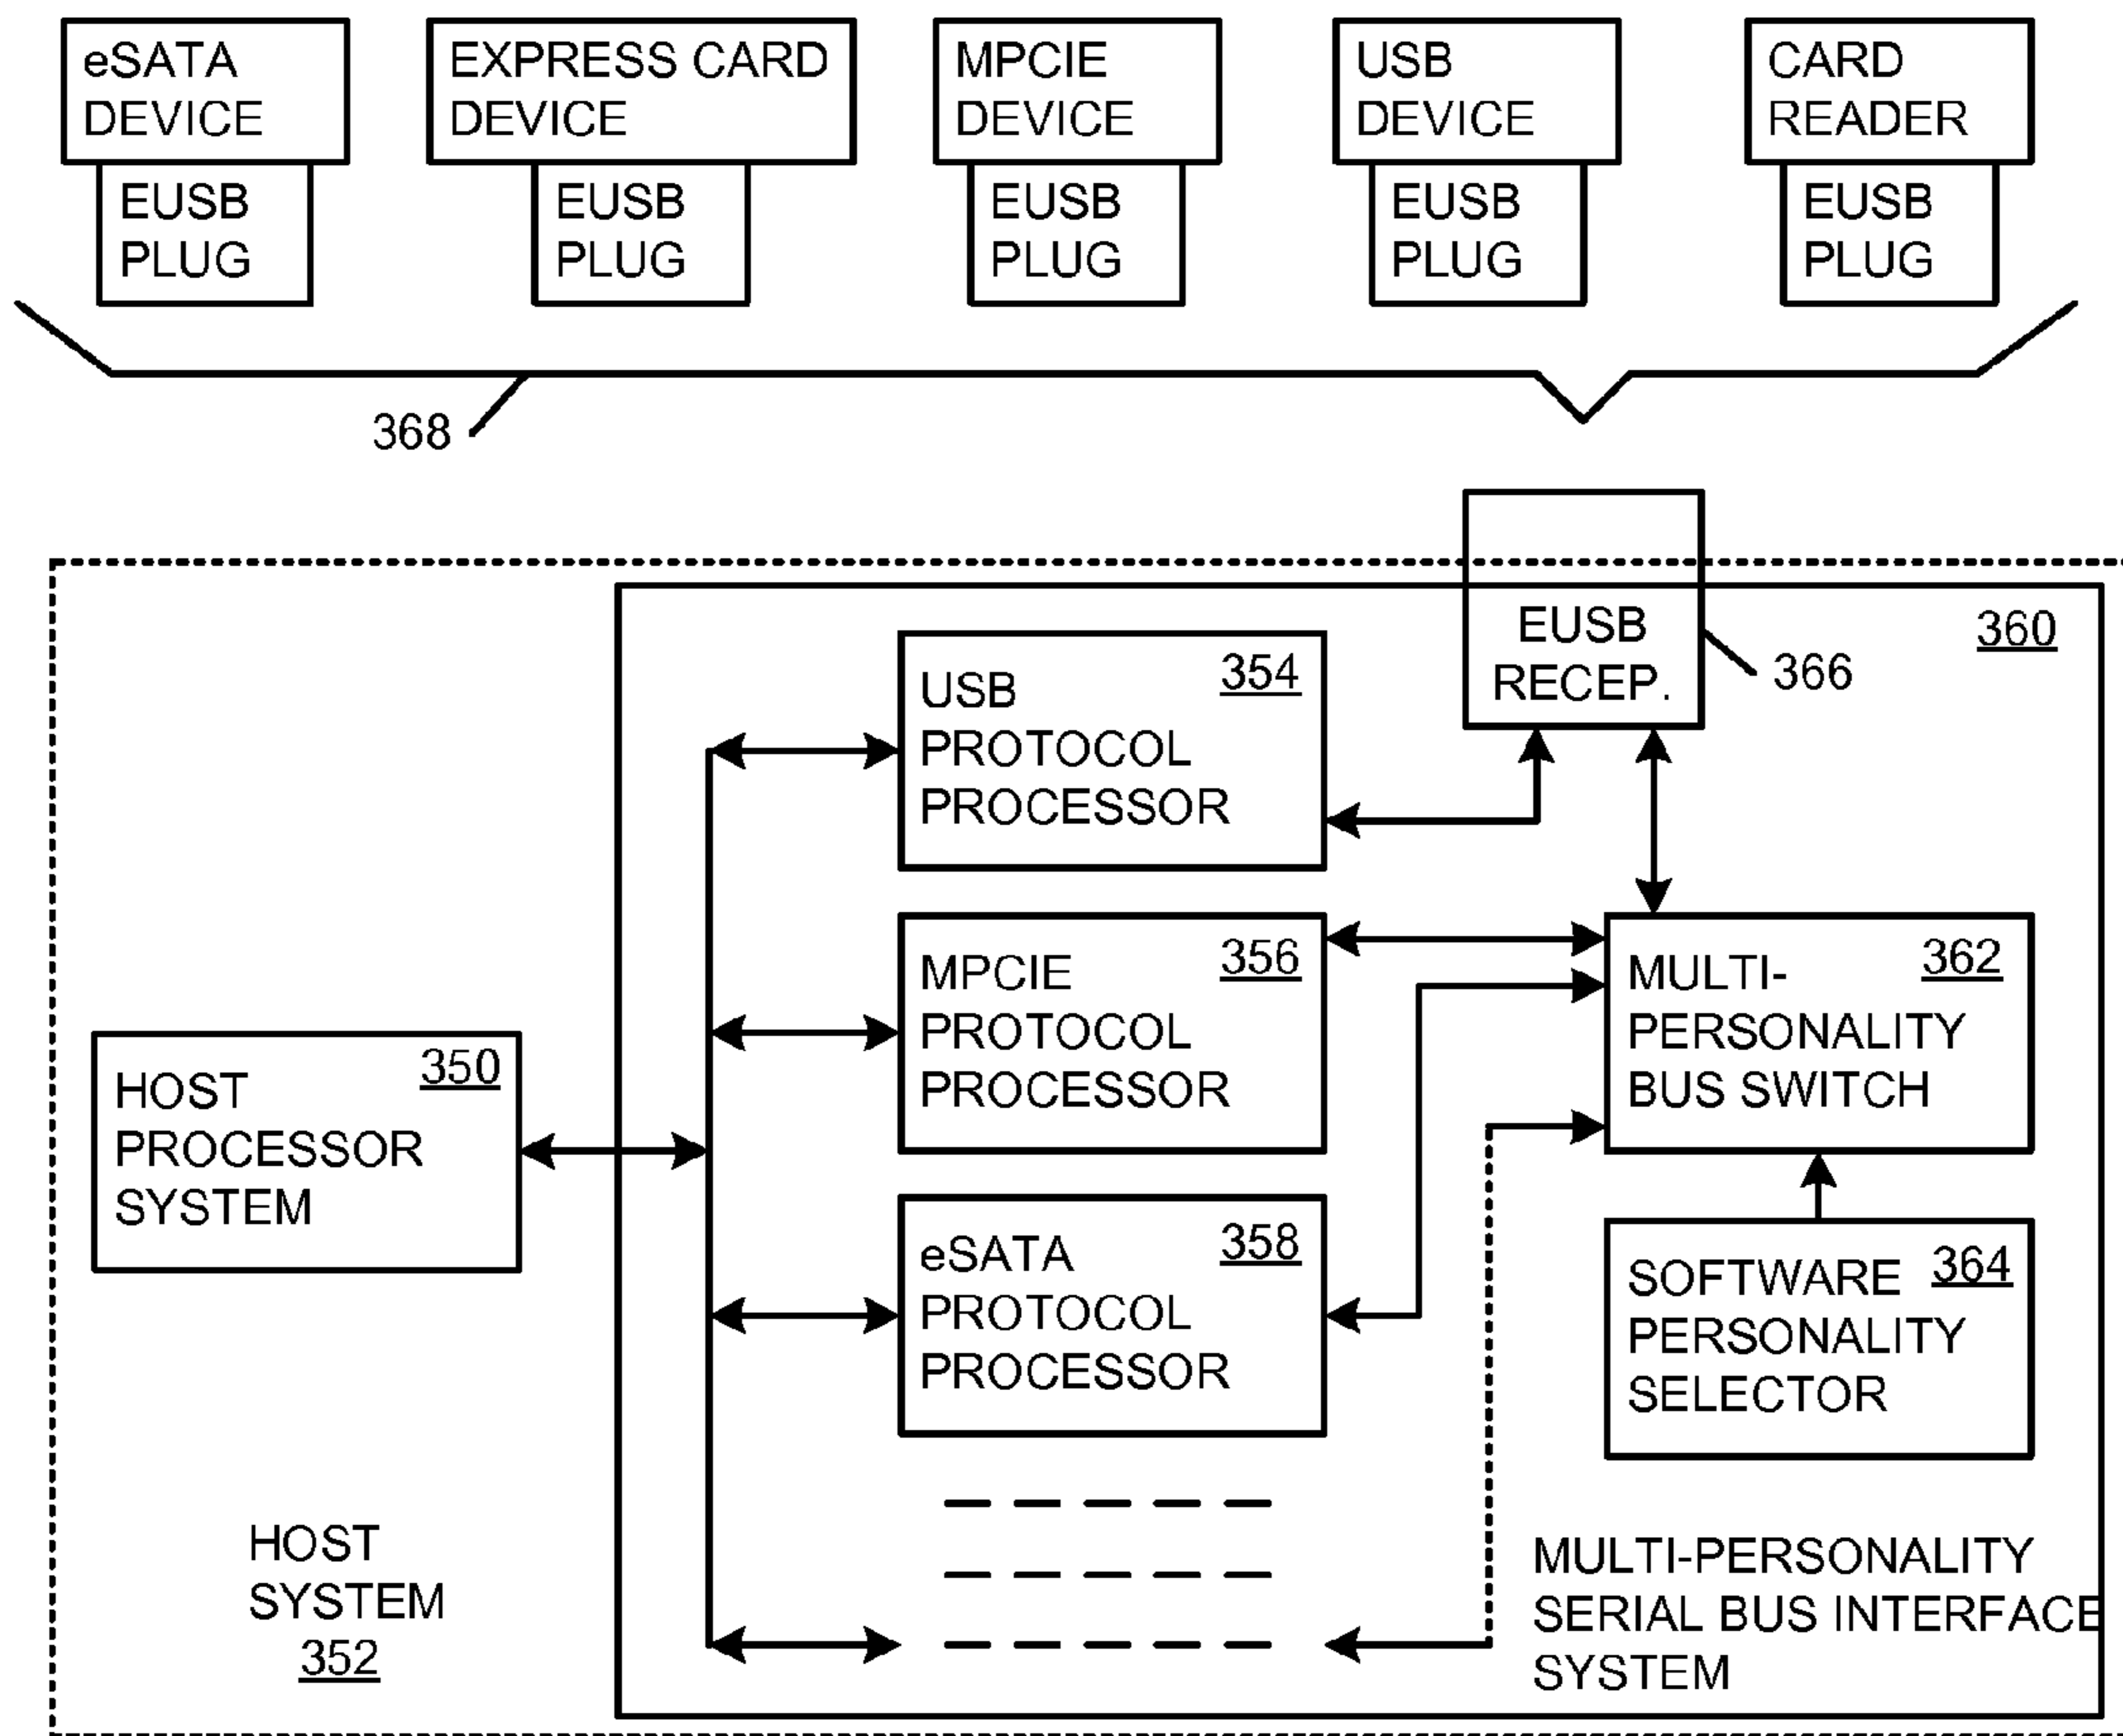 eSATA
DEVICE
EUSB
PLUG
EXPRESS CARD
DEVICE
EUSB
PLUG
MPCIE
DEVICE
EUSB
PLUG
USB
DEVICE
EUSB
PLUG
CARD
READER
EUSB
PLUG
368
EUSB
RECEP.
366
360
354
USB
PROTOCOL
PROCESSOR
356
MPCIE
PROTOCOL
PROCESSOR
362
MULTI-
PERSONALITY
BUS SWITCH
350
HOST
PROCESSOR
SYSTEM
358
eSATA
PROTOCOL
PROCESSOR
364
SOFTWARE
PERSONALITY
SELECTOR
HOST
SYSTEM
352
MULTI-PERSONALITY
SERIAL BUS INTERFACE
SYSTEM